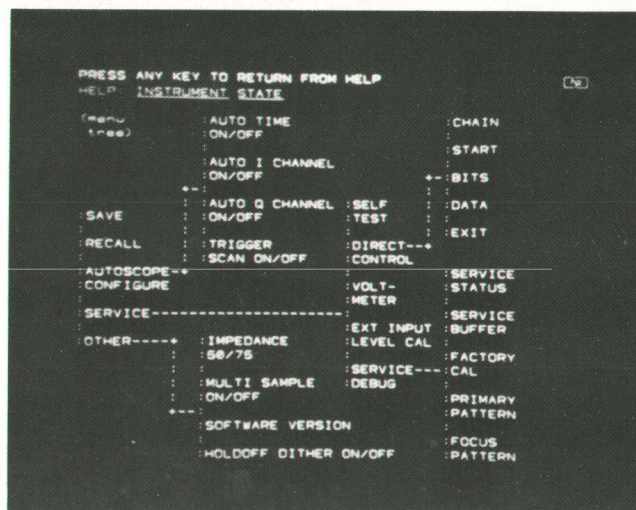 PRESS ANY KEY TO RETURN FROM HELP
hp
HELP: INSTRUMENT STATE
(menu
tree)
:SAVE
:RECALL
:AUTOSCOPE-+
:CONFIGURE
:SERVICE--------------------
:OTHER----+
:AUTO TIME
:ON/OFF
:AUTO I CHANNEL
:ON/OFF
:AUTO Q CHANNEL
:ON/OFF
:TRIGGER
:SCAN ON/OFF
:IMPEDANCE
:50/75
:MULTI SAMPLE
:ON/OFF
:SOFTWARE VERSION
:HOLDOFF DITHER ON/OFF
:SELF
:TEST
:DIRECT--+
:CONTROL
:VOLT-
:METER
:EXT INPUT
:LEVEL CAL
:SERVICE---
:DEBUG
:CHAIN
:START
:BITS
:DATA
:EXIT
:SERVICE
:STATUS
:SERVICE
:BUFFER
:FACTORY
:CAL
:PRIMARY
:PATTERN
:FOCUS
:PATTERN